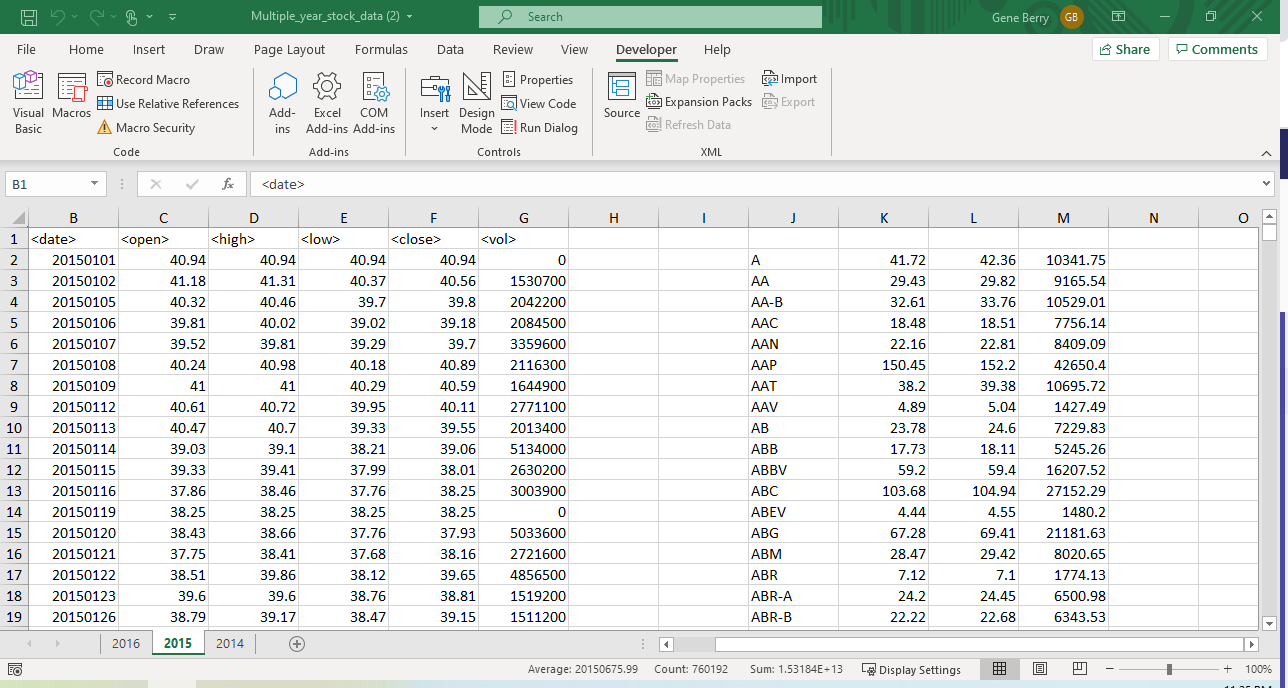 Multiple_year_stock_data (2)
Search
Gene Berry GB
File Home Insert Draw Page Layout Formulas Data Review View Developer Help Share Comments
Visual Basic
Macros
Record Macro
Use Relative References
Macro Security
Code
Add-ins
Excel Add-ins
COM Add-ins
Add-ins
Insert
Design Mode
Properties
View Code
Run Dialog
Controls
Source
Map Properties
Expansion Packs
Refresh Data
Import
Export
XML
B1 fx <date>
B C D E F G H I J K L M N O
1 <date> <open> <high> <low> <close> <vol>
2 20150101 40.94 40.94 40.94 40.94 0 A 41.72 42.36 10341.75
3 20150102 41.18 41.31 40.37 40.56 1530700 AA 29.43 29.82 9165.54
4 20150105 40.32 40.46 39.7 39.8 2042200 AA-B 32.61 33.76 10529.01
5 20150106 39.81 40.02 39.02 39.18 2084500 AAC 18.48 18.51 7756.14
6 20150107 39.52 39.81 39.29 39.7 3359600 AAN 22.16 22.81 8409.09
7 20150108 40.24 40.98 40.18 40.89 2116300 AAP 150.45 152.2 42650.4
8 20150109 41 41 40.29 40.59 1644900 AAT 38.2 39.38 10695.72
9 20150112 40.61 40.72 39.95 40.11 2771100 AAV 4.89 5.04 1427.49
10 20150113 40.47 40.7 39.33 39.55 2013400 AB 23.78 24.6 7229.83
11 20150114 39.03 39.1 38.21 39.06 5134000 ABB 17.73 18.11 5245.26
12 20150115 39.33 39.41 37.99 38.01 2630200 ABBV 59.2 59.4 16207.52
13 20150116 37.86 38.46 37.76 38.25 3003900 ABC 103.68 104.94 27152.29
14 20150119 38.25 38.25 38.25 38.25 0 ABEV 4.44 4.55 1480.2
15 20150120 38.43 38.66 37.76 37.93 5033600 ABG 67.28 69.41 21181.63
16 20150121 37.75 38.41 37.68 38.16 2721600 ABM 28.47 29.42 8020.65
17 20150122 38.51 39.86 38.12 39.65 4856500 ABR 7.12 7.1 1774.13
18 20150123 39.6 39.6 38.76 38.81 1519200 ABR-A 24.2 24.45 6500.98
19 20150126 38.79 39.17 38.47 39.15 1511200 ABR-B 22.22 22.68 6343.53
2016 2015 2014
Average: 20150675.99 Count: 760192 Sum: 1.53184E+13 Display Settings 100%